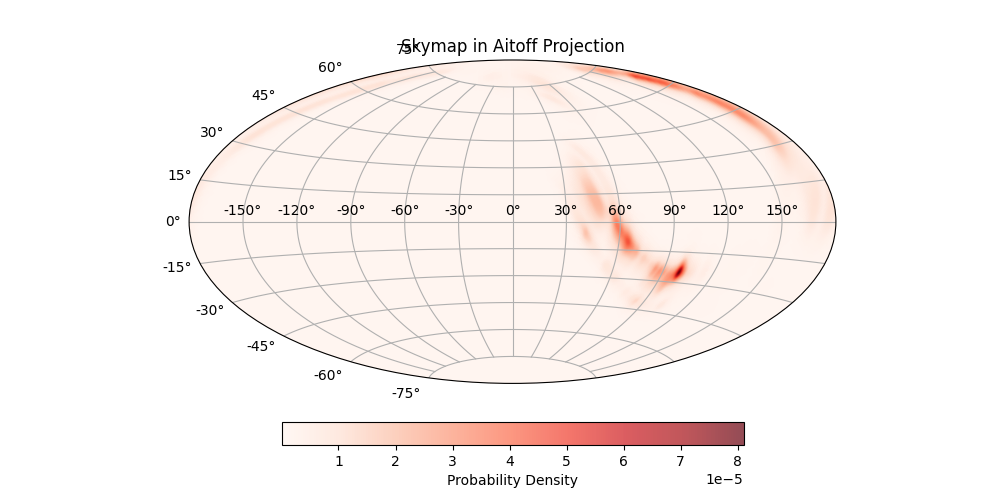 Skymap in Aitoff Projection
75°
60°
45°
30°
15°
-150° -120° -90° -60° -30° 0° 30° 60° 90° 120° 150°
0°
-15°
-30°
-45°
-60°
-75°
1 2 3 4 5 6 7 8
1e−5
Probability Density